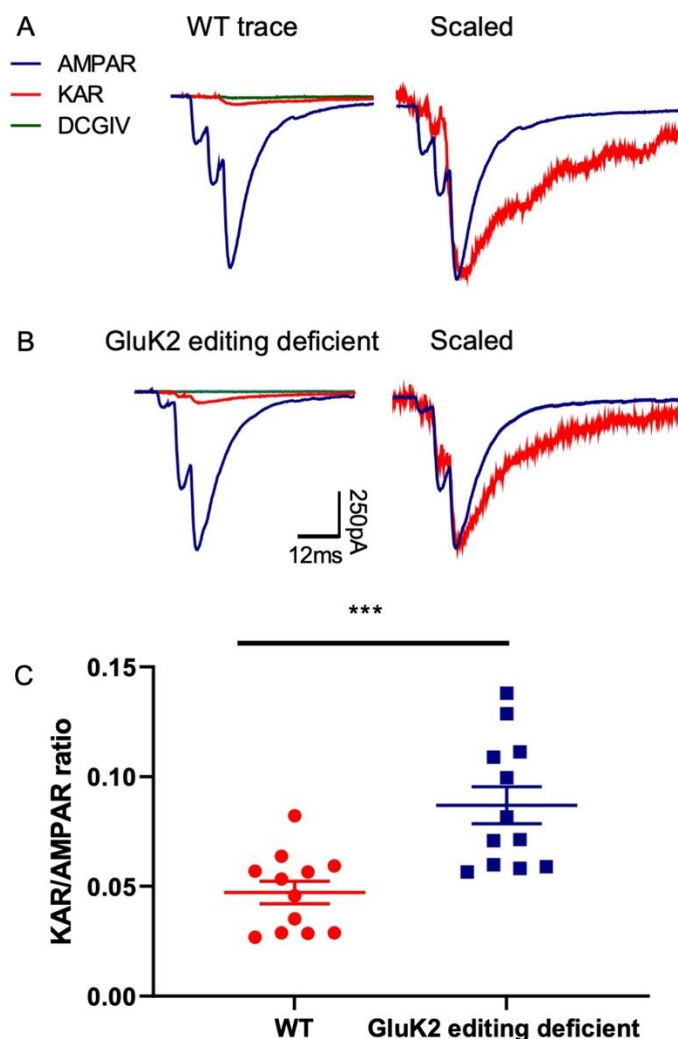 A
WT trace
Scaled
AMPAR
KAR
DCGIV
B
GluK2 editing deficient
Scaled
250pA
12ms
***
C
KAR/AMPAR ratio
0.15
0.10
0.05
0.00
WT
GluK2 editing deficient